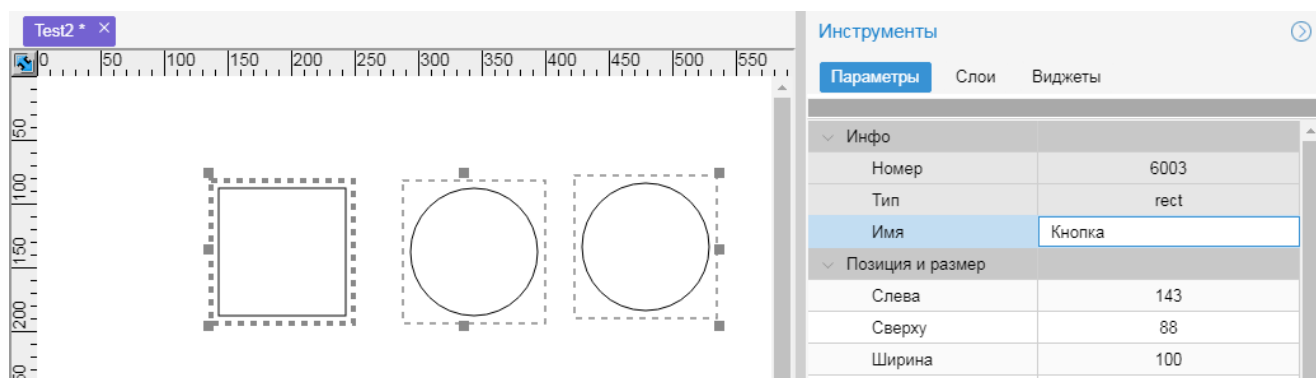 Test2 * ×
Инструменты
0 50 100 150 200 250 300 350 400 450 500 550
Параметры Слои Виджеты
50
100
150
200
Инфо
Номер 6003
Тип rect
Имя Кнопка
Позиция и размер
Слева 143
Сверху 88
Ширина 100